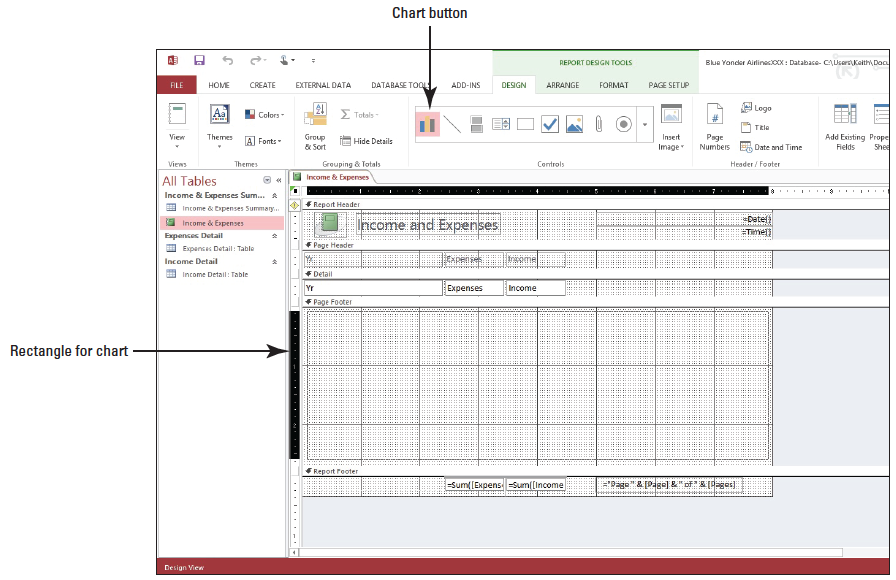 Chart button
REPORT DESIGN TOOLS
Blue Yonder AirlinesXXX : Database- C:\Users\Keith\Docu
FILE HOME CREATE EXTERNAL DATA DATABASE TOOLS ADD-INS DESIGN ARRANGE FORMAT PAGE SETUP
View
Views
Aa
Themes
Colors
A Fonts
Themes
Group
& Sort
Σ Totals
Hide Details
Grouping & Totals
Controls
Insert
Image
Page
Numbers
Logo
Title
Date and Time
Header / Footer
Add Existing
Fields
Prope
Shee
All Tables
Income & Expenses Sum...
Income & Expenses Summary...
Income & Expenses
Expenses Detail
Expenses Detail : Table
Income Detail
Income Detail : Table
Income & Expenses
Report Header
Income and Expenses
=Date()
=Time()
Page Header
Yr Expenses Income
Detail
Yr Expenses Income
Page Footer
Rectangle for chart
Report Footer
=Sum([Expens =Sum([Income ="Page " & [Page] & " of " & [Pages]
Design View